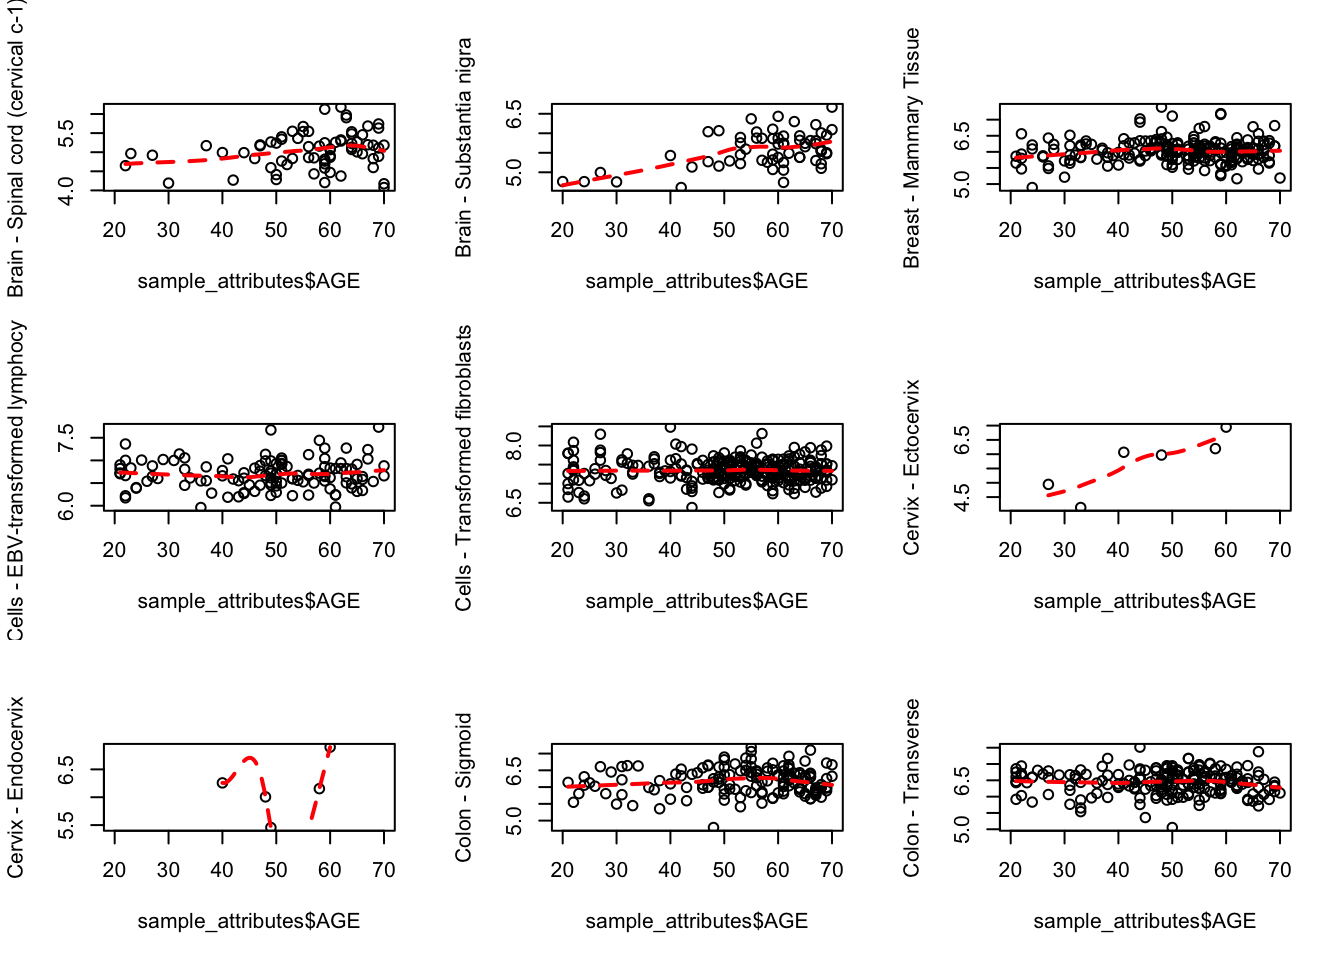 Brain - Spinal cord (cervical c-1)
5.5
4.0
20 30 40 50 60 70
sample_attributes$AGE
Brain - Substantia nigra
6.5
5.0
20 30 40 50 60 70
sample_attributes$AGE
Breast - Mammary Tissue
6.5
5.0
20 30 40 50 60 70
sample_attributes$AGE
Cells - EBV-transformed lymphocy
7.5
6.0
20 30 40 50 60 70
sample_attributes$AGE
Cells - Transformed fibroblasts
8.0
6.5
20 30 40 50 60 70
sample_attributes$AGE
Cervix - Ectocervix
6.5
4.5
20 30 40 50 60 70
sample_attributes$AGE
Cervix - Endocervix
6.5
5.5
20 30 40 50 60 70
sample_attributes$AGE
Colon - Sigmoid
6.5
5.0
20 30 40 50 60 70
sample_attributes$AGE
Colon - Transverse
6.5
5.0
20 30 40 50 60 70
sample_attributes$AGE